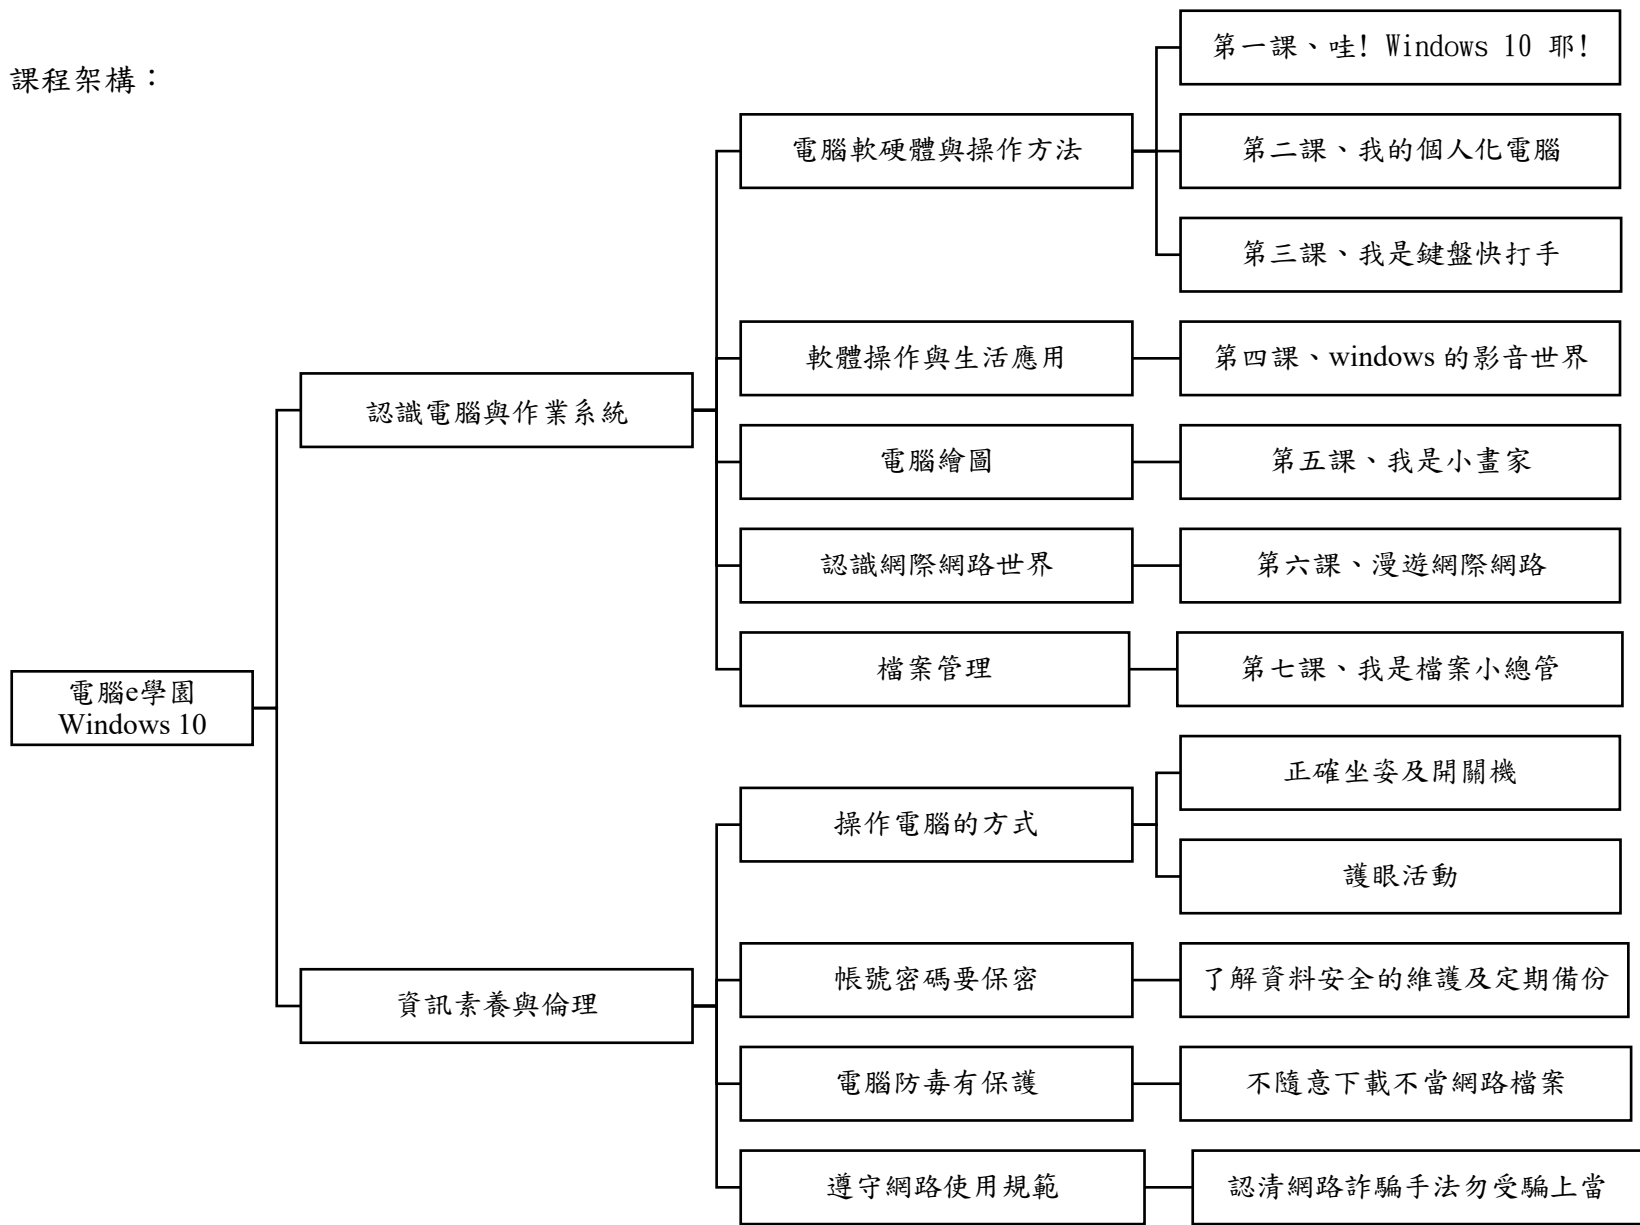 課程架構：
電腦e學園
Windows 10
認識電腦與作業系統
電腦軟硬體與操作方法
第一課、哇! Windows 10 耶!
第二課、我的個人化電腦
第三課、我是鍵盤快打手
軟體操作與生活應用
第四課、windows 的影音世界
電腦繪圖
第五課、我是小畫家
認識網際網路世界
第六課、漫遊網際網路
檔案管理
第七課、我是檔案小總管
資訊素養與倫理
操作電腦的方式
正確坐姿及開關機
護眼活動
帳號密碼要保密
了解資料安全的維護及定期備份
電腦防毒有保護
不隨意下載不當網路檔案
遵守網路使用規範
認清網路詐騙手法勿受騙上當